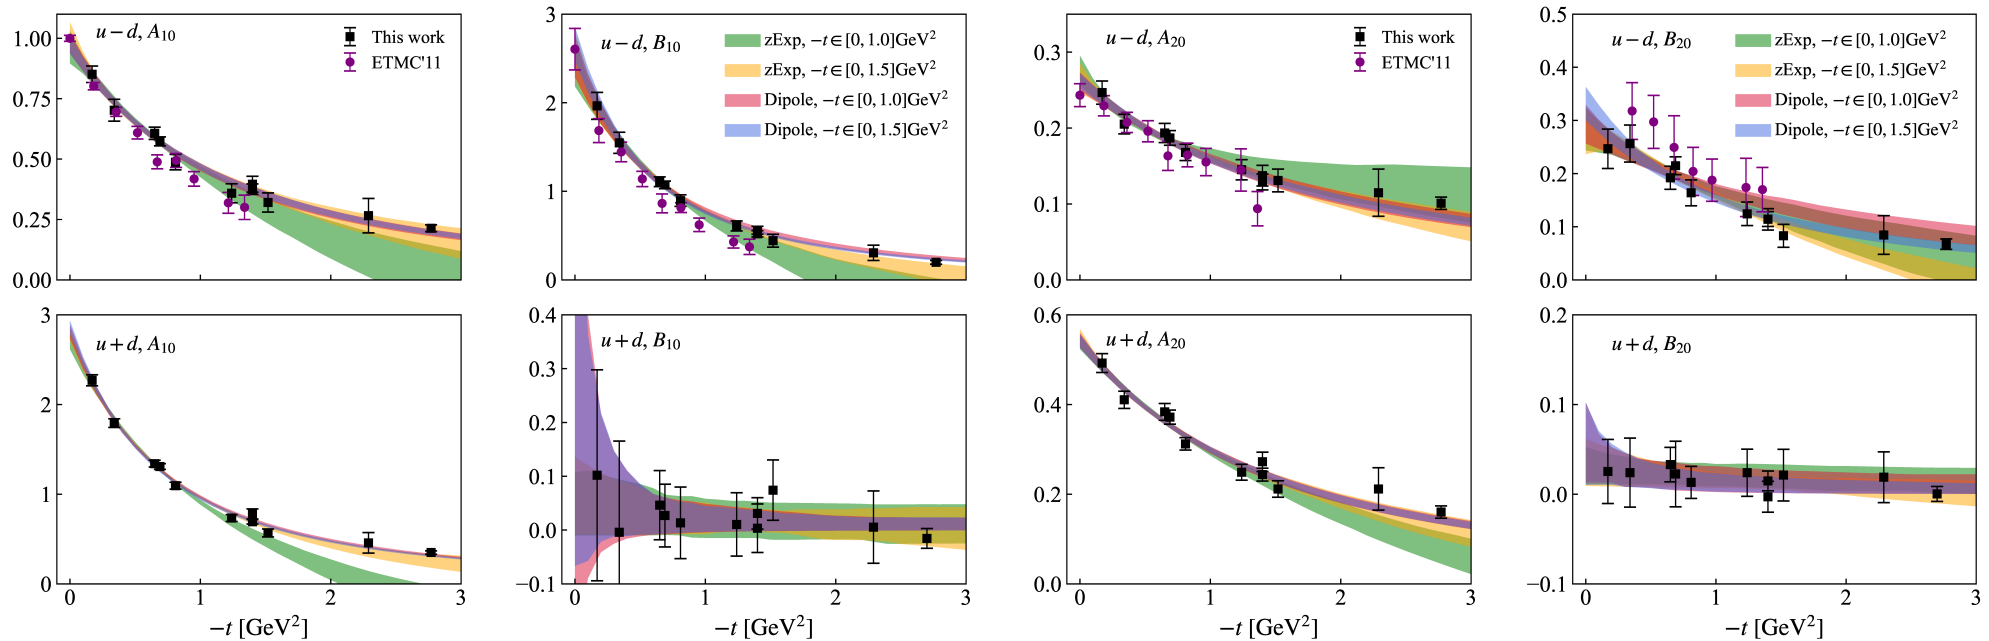 u − d, A₁₀
This work
ETMC'11
1.00
0.75
0.50
0.25
0.00
u − d, B₁₀
zExp, −t∈[0, 1.0]GeV²
zExp, −t∈[0, 1.5]GeV²
Dipole, −t∈[0, 1.0]GeV²
Dipole, −t∈[0, 1.5]GeV²
3
2
1
0
u − d, A₂₀
This work
ETMC'11
0.3
0.2
0.1
0.0
u − d, B₂₀
zExp, −t∈[0, 1.0]GeV²
zExp, −t∈[0, 1.5]GeV²
Dipole, −t∈[0, 1.0]GeV²
Dipole, −t∈[0, 1.5]GeV²
0.5
0.4
0.3
0.2
0.1
0.0
u + d, A₁₀
3
2
1
0
0 1 2 3
−t [GeV²]
u + d, B₁₀
0.4
0.3
0.2
0.1
0.0
−0.1
0 1 2 3
−t [GeV²]
u + d, A₂₀
0.6
0.4
0.2
0.0
0 1 2 3
−t [GeV²]
u + d, B₂₀
0.2
0.1
0.0
−0.1
0 1 2 3
−t [GeV²]